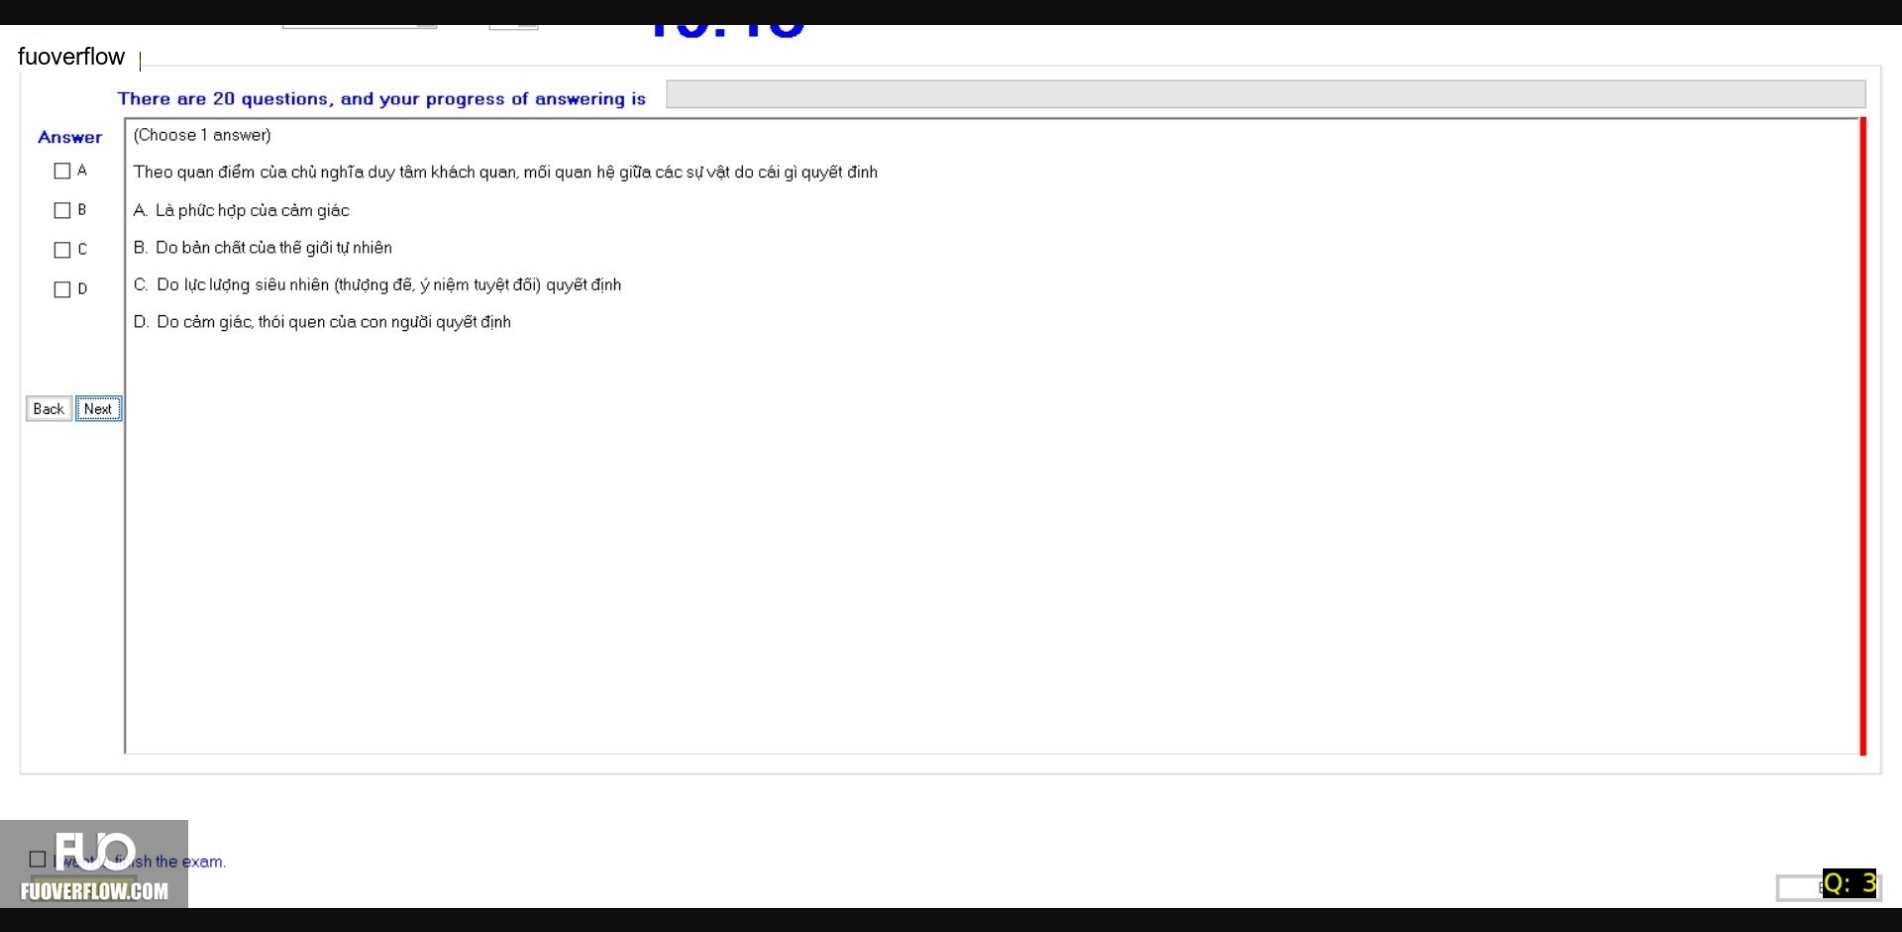 fuoverflow
There are 20 questions, and your progress of answering is
Answer
(Choose 1 answer)
A
Theo quan điểm của chủ nghĩa duy tâm khách quan, mối quan hệ giữa các sự vật do cái gì quyết đinh
B
A. Là phức hợp của cảm giác
C
B. Do bản chất của thế giới tự nhiên
D
C. Do lực lượng siêu nhiên (thượng đế, ý niệm tuyệt đối) quyết định
D. Do cảm giác, thói quen của con người quyết định
Back Next
FUO
finish the exam.
FUOVERFLOW.COM
Q: 3